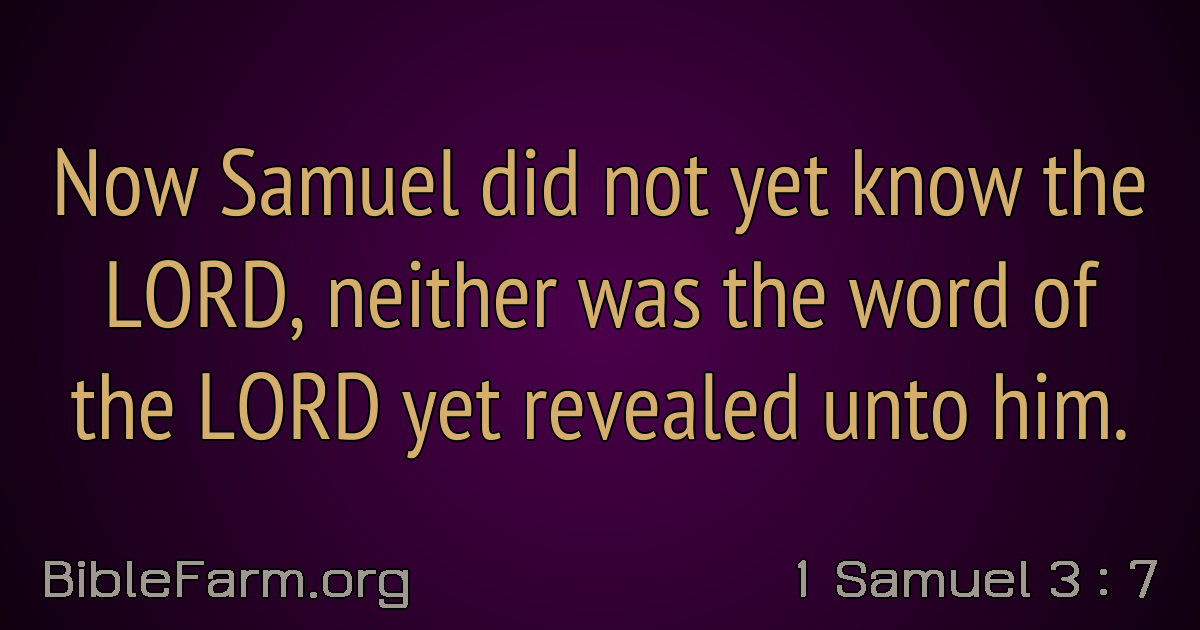 Now Samuel did not yet know the
LORD, neither was the word of
the LORD yet revealed unto him.
BibleFarm.org
1 Samuel 3 : 7